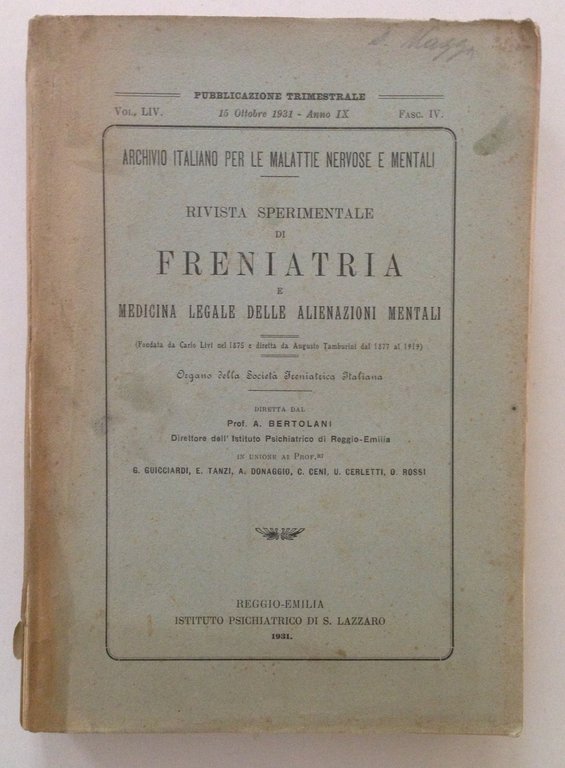 PUBBLICAZIONE TRIMESTRALE
VOL. LIV. 15 Ottobre 1931 - Anno IX FASC. IV.
ARCHIVIO ITALIANO PER LE MALATTIE NERVOSE E MENTALI
RIVISTA SPERIMENTALE
DI
FRENIATRIA
E
MEDICINA LEGALE DELLE ALIENAZIONI MENTALI
(Fondata da Carlo Livi nel 1875 e diretta da Augusto Tamburini dal 1877 al 1919)
Organo della Società Freniatrica Italiana
DIRETTA DAL
Prof. A. BERTOLANI
Direttore dell' Istituto Psichiatrico di Reggio-Emilia
IN UNIONE AI PROF.ri
G. GUICCIARDI, E. TANZI, A. DONAGGIO, C. CENI, U. CERLETTI, O. ROSSI
REGGIO-EMILIA
ISTITUTO PSICHIATRICO DI S. LAZZARO
1931.